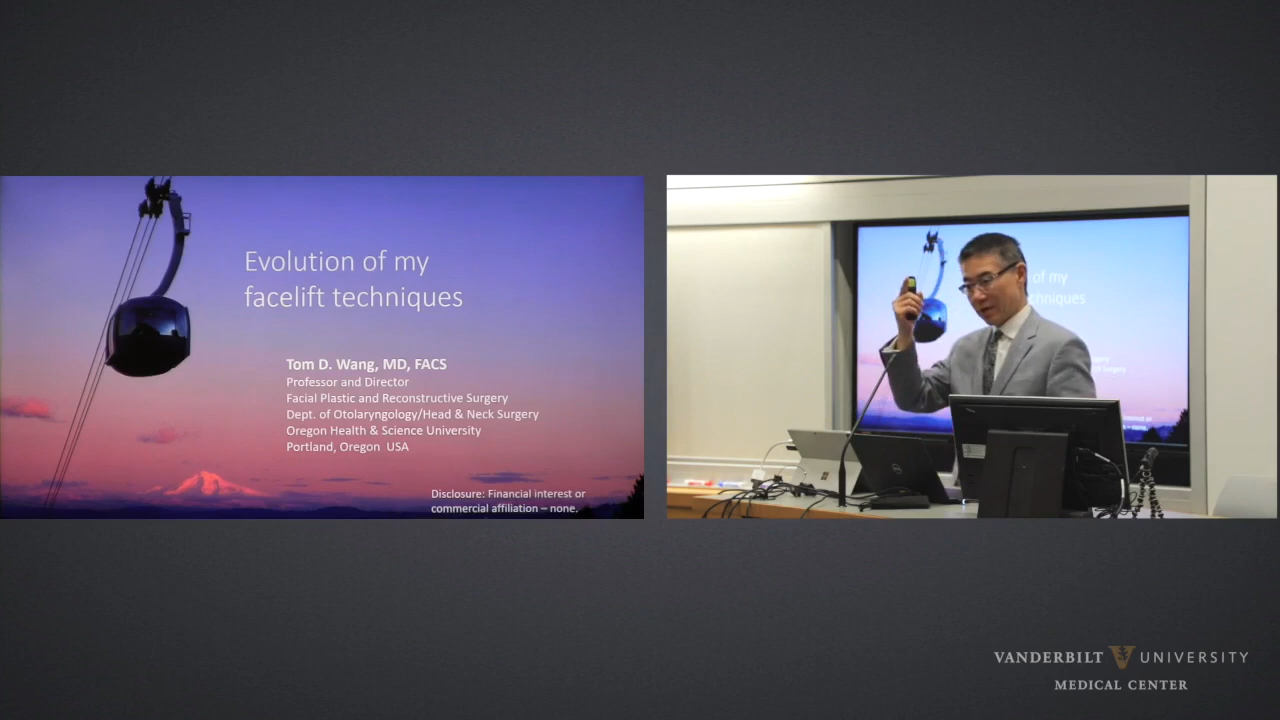 Evolution of my
facelift techniques
Tom D. Wang, MD, FACS
Professor and Director
Facial Plastic and Reconstructive Surgery
Dept. of Otolaryngology/Head & Neck Surgery
Oregon Health & Science University
Portland, Oregon USA
Disclosure: Financial interest or
commercial affiliation – none.
of my
chniques
VANDERBILT UNIVERSITY
MEDICAL CENTER